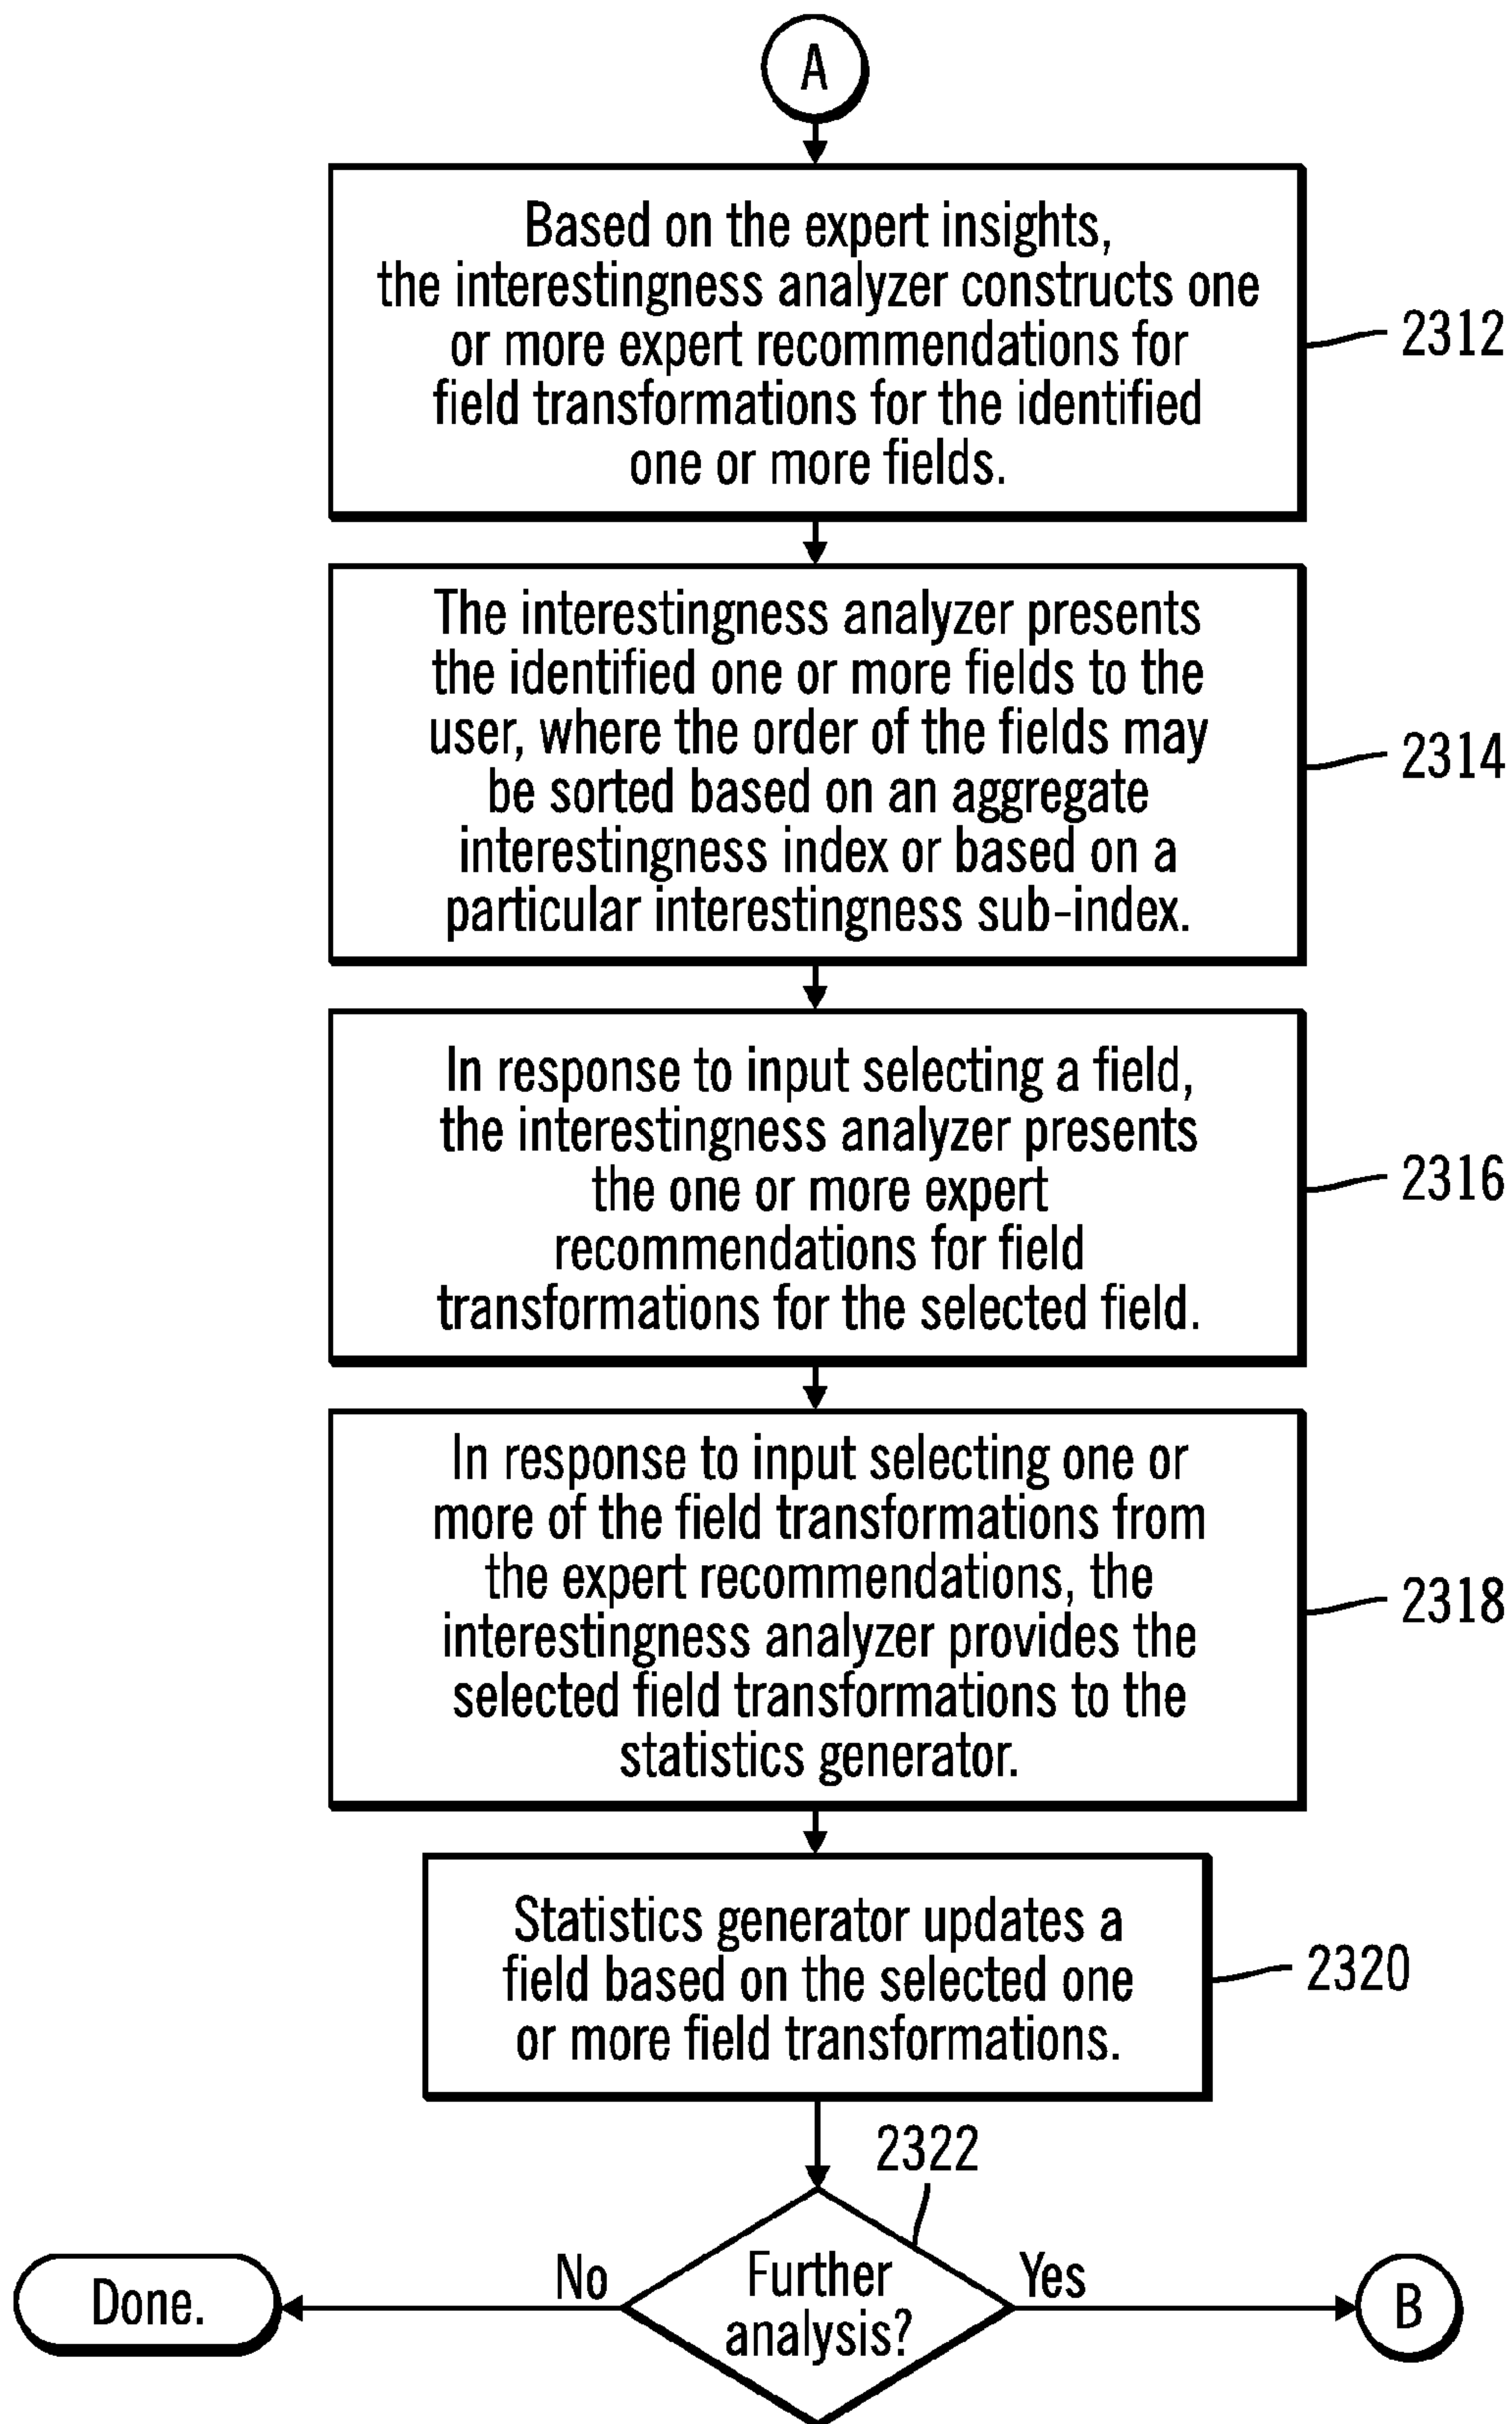 A
Based on the expert insights,
the interestingness analyzer constructs one
or more expert recommendations for
field transformations for the identified
one or more fields.
2312
The interestingness analyzer presents
the identified one or more fields to the
user, where the order of the fields may
be sorted based on an aggregate
interestingness index or based on a
particular interestingness sub-index.
2314
In response to input selecting a field,
the interestingness analyzer presents
the one or more expert
recommendations for field
transformations for the selected field.
2316
In response to input selecting one or
more of the field transformations from
the expert recommendations, the
interestingness analyzer provides the
selected field transformations to the
statistics generator.
2318
Statistics generator updates a
field based on the selected one
or more field transformations.
2320
2322
Done.
No
Further
analysis?
Yes
B